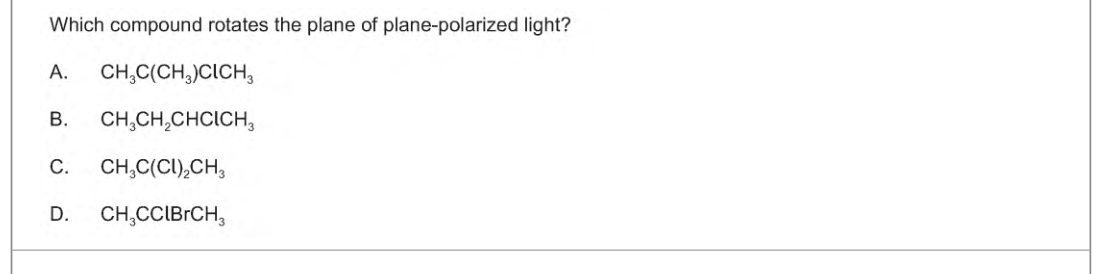 Which compound rotates the plane of plane-polarized light?
A. CH₃C(CH₃)ClCH₃
B. CH₃CH₂CHClCH₃
C. CH₃C(Cl)₂CH₃
D. CH₃CClBrCH₃